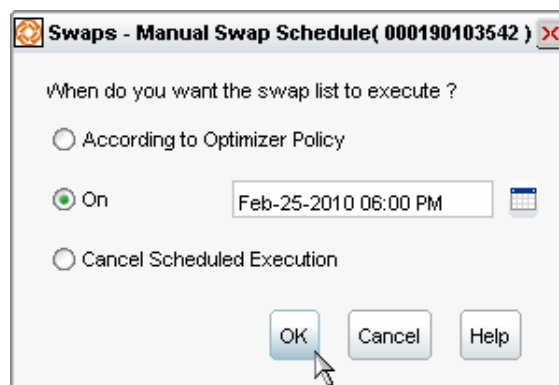 Swaps - Manual Swap Schedule( 000190103542 )
When do you want the swap list to execute ?
According to Optimizer Policy
On Feb-25-2010 06:00 PM
Cancel Scheduled Execution
OK Cancel Help